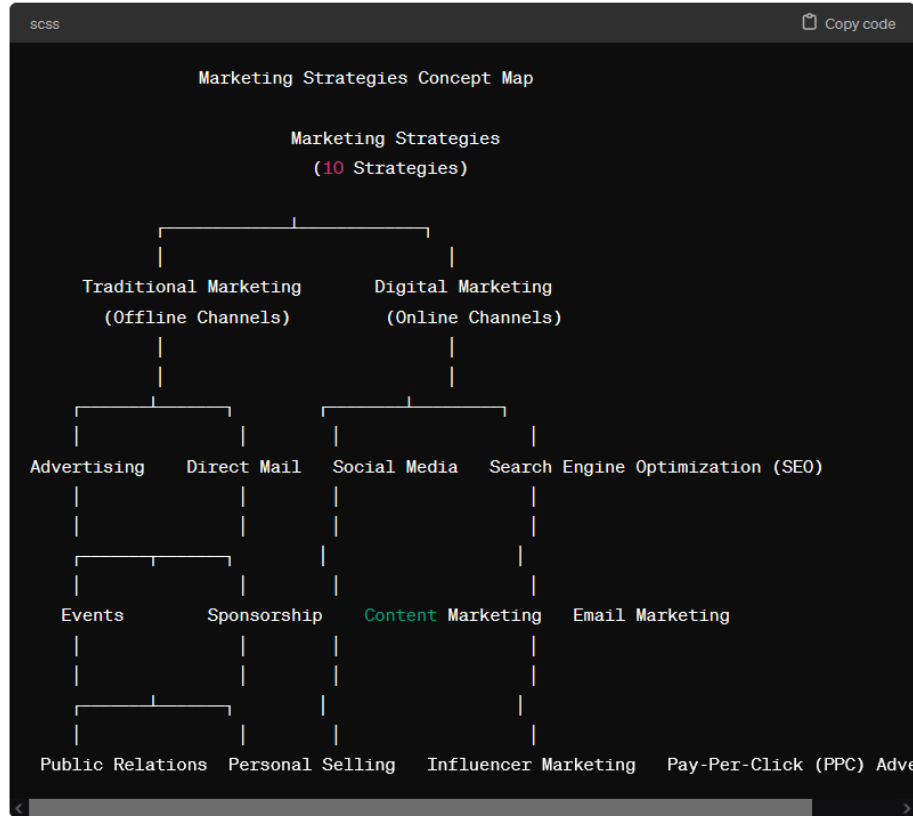 scss Copy code
Marketing Strategies Concept Map
Marketing Strategies
(10 Strategies)
Traditional Marketing Digital Marketing
(Offline Channels) (Online Channels)
Advertising Direct Mail Social Media Search Engine Optimization (SEO)
Events Sponsorship Content Marketing Email Marketing
Public Relations Personal Selling Influencer Marketing Pay-Per-Click (PPC) Adve